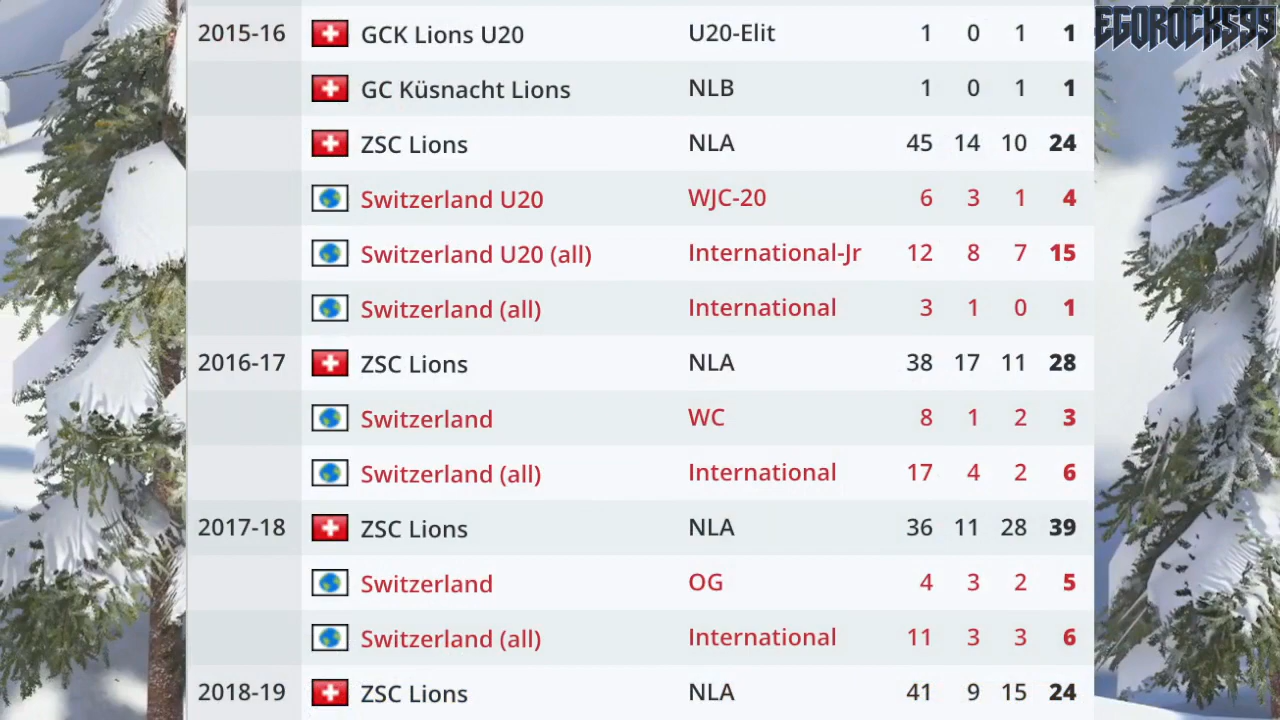 EGOROCKS99
2015-16 GCK Lions U20 U20-Elit 1 0 1 1
GC Küsnacht Lions NLB 1 0 1 1
ZSC Lions NLA 45 14 10 24
Switzerland U20 WJC-20 6 3 1 4
Switzerland U20 (all) International-Jr 12 8 7 15
Switzerland (all) International 3 1 0 1
2016-17 ZSC Lions NLA 38 17 11 28
Switzerland WC 8 1 2 3
Switzerland (all) International 17 4 2 6
2017-18 ZSC Lions NLA 36 11 28 39
Switzerland OG 4 3 2 5
Switzerland (all) International 11 3 3 6
2018-19 ZSC Lions NLA 41 9 15 24